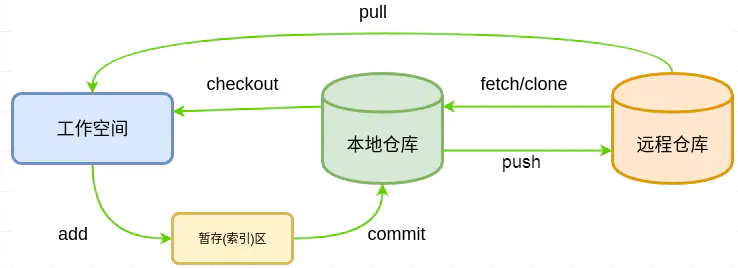 pull
checkout
fetch/clone
工作空间
本地仓库
远程仓库
push
add
暂存(索引)区
commit